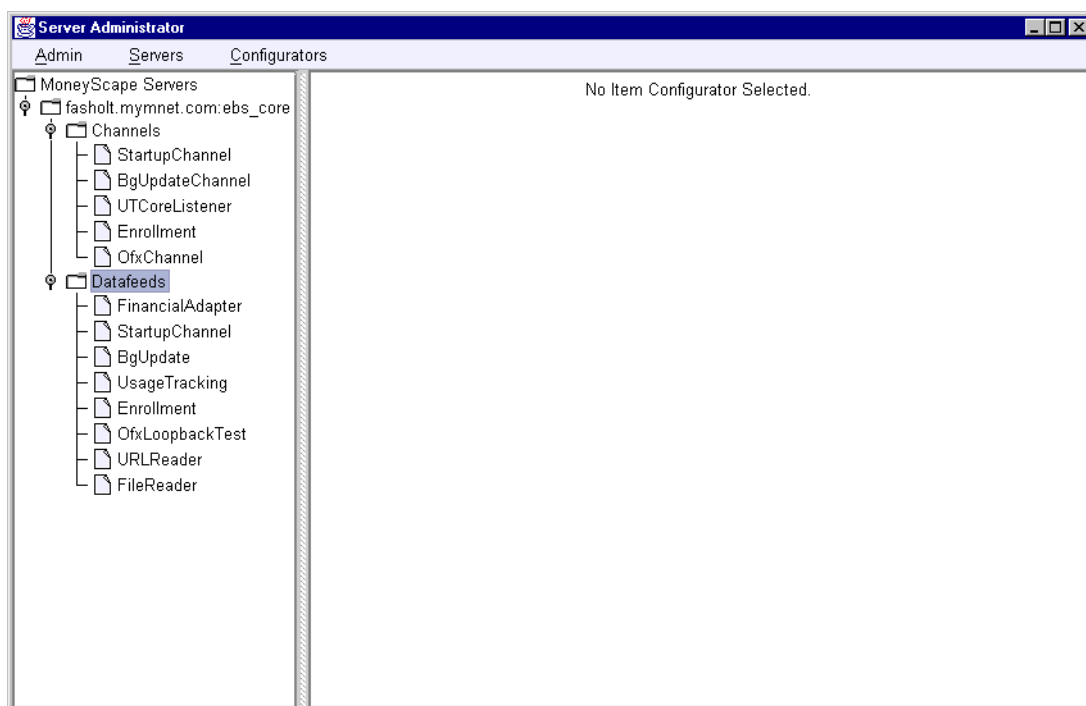 Server Administrator
Admin Servers Configurators
MoneyScape Servers
fasholt.mymnet.com:ebs_core
Channels
StartupChannel
BgUpdateChannel
UTCoreListener
Enrollment
OfxChannel
Datafeeds
FinancialAdapter
StartupChannel
BgUpdate
UsageTracking
Enrollment
OfxLoopbackTest
URLReader
FileReader
No Item Configurator Selected.